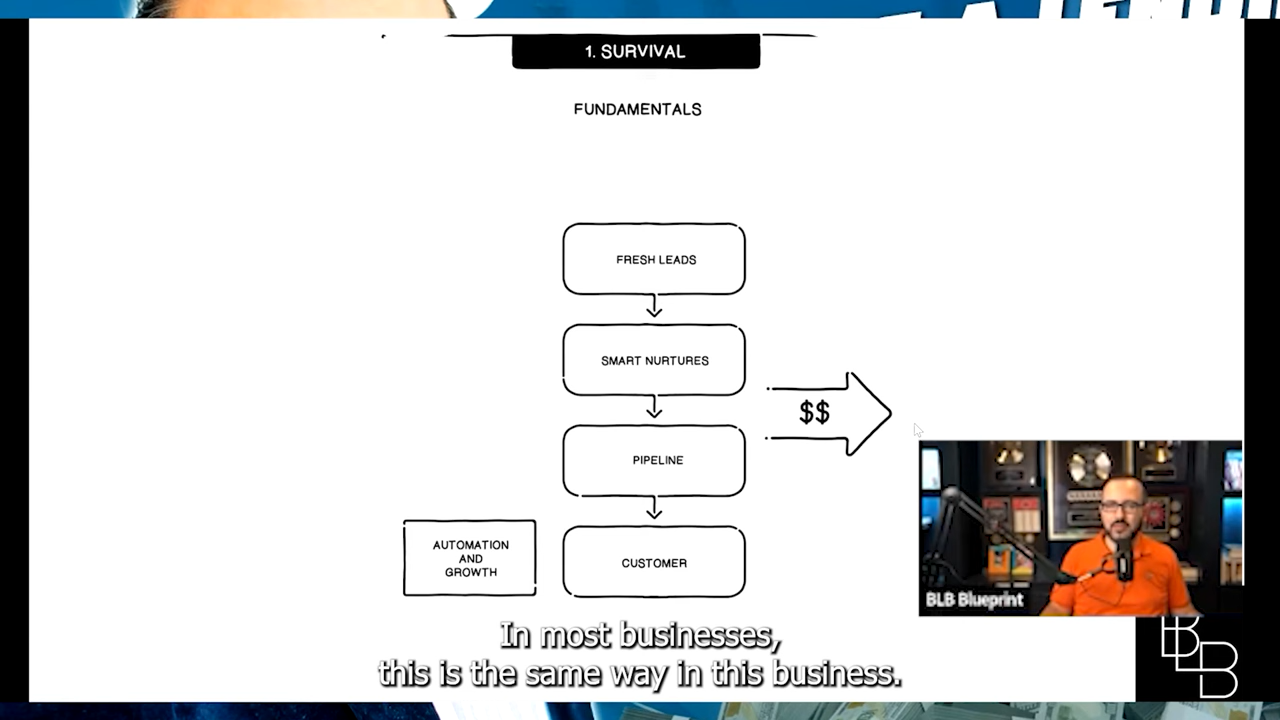 1. SURVIVAL
FUNDAMENTALS
FRESH LEADS
SMART NURTURES
$$
PIPELINE
AUTOMATION
AND
GROWTH
CUSTOMER
BLB Blueprint
In most businesses,
this is the same way in this business.
BLB